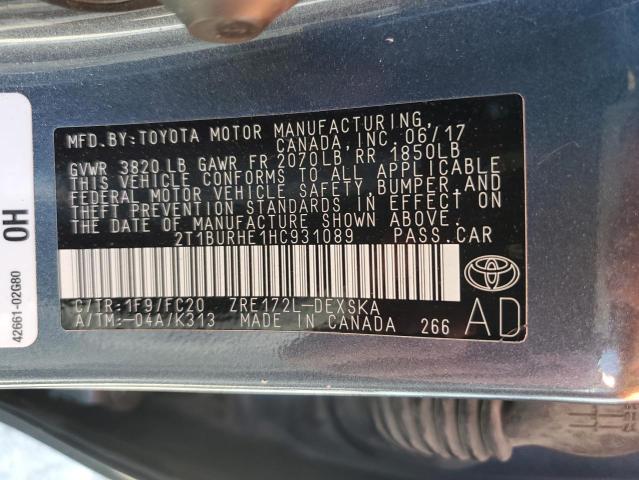 MFD. BY: TOYOTA MOTOR MANUFACTURING,
CANADA, INC. 06/17
GVWR 3820 LB GAWR FR 2070LB, RR 1850LB
THIS VEHICLE CONFORMS TO ALL APPLICABLE
FEDERAL MOTOR VEHICLE SAFETY, BUMPER, AND
THEFT PREVENTION STANDARDS IN EFFECT ON
THE DATE OF MANUFACTURE SHOWN ABOVE.
2T1BURHE1HC931089 PASS. CAR
C/TR: 1F9/FC20 ZRE172L-DEXSKA
A/TM: -04A/K313 MADE IN CANADA 266
AD
0H
42661-02G80